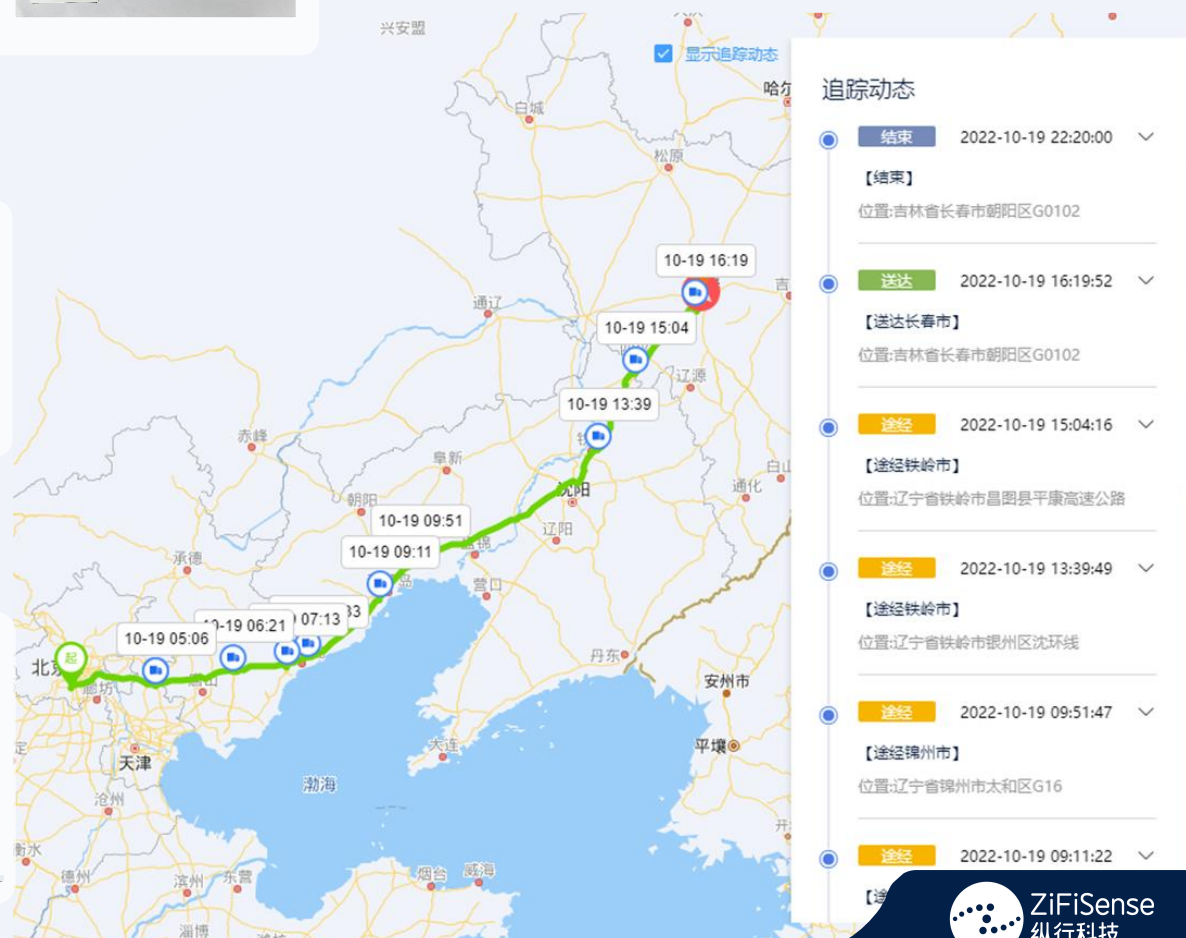 兴安盟
显示追踪动态
白城
松原
10-19 16:19
通辽
10-19 15:04
辽源
10-19 13:39
赤峰
阜新
沈阳
通化
朝阳
10-19 09:51
辽阳
10-19 09:11
承德
营口
10-19 06:21
07:13
10-19 05:06
起
丹东
廊坊
安州市
大连
平壤
天津
渤海
沧州
衡水
德州
滨州
东营
烟台
威海
淄博
追踪动态
结束 2022-10-19 22:20:00
【结束】
位置:吉林省长春市朝阳区G0102
送达 2022-10-19 16:19:52
【送达长春市】
位置:吉林省长春市朝阳区G0102
途经 2022-10-19 15:04:16
【途经铁岭市】
位置:辽宁省铁岭市昌图县平康高速公路
途经 2022-10-19 13:39:49
【途经铁岭市】
位置:辽宁省铁岭市银州区沈环线
途经 2022-10-19 09:51:47
【途经锦州市】
位置:辽宁省锦州市太和区G16
途经 2022-10-19 09:11:22
ZiFiSense
纵行科技